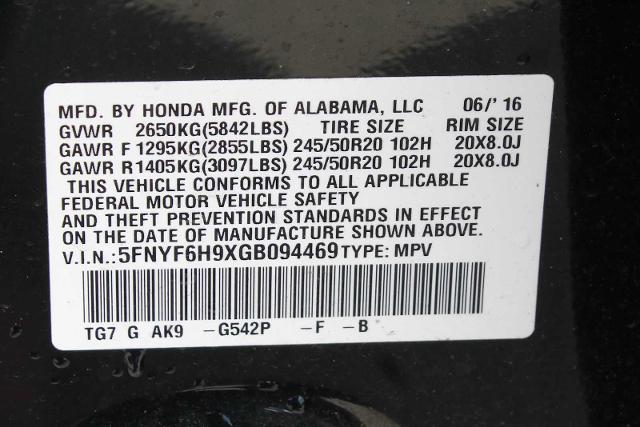 MFD. BY HONDA MFG. OF ALABAMA, LLC 06/'16
GVWR 2650KG(5842LBS) TIRE SIZE RIM SIZE
GAWR F 1295KG(2855LBS) 245/50R20 102H 20X8.0J
GAWR R 1405KG(3097LBS) 245/50R20 102H 20X8.0J
THIS VEHICLE CONFORMS TO ALL APPLICABLE
FEDERAL MOTOR VEHICLE SAFETY
AND THEFT PREVENTION STANDARDS IN EFFECT
ON THE DATE OF MANUFACTURE SHOWN ABOVE.
V.I.N.:5FNYF6H9XGB094469 TYPE: MPV
TG7 G AK9 -G542P -F -B